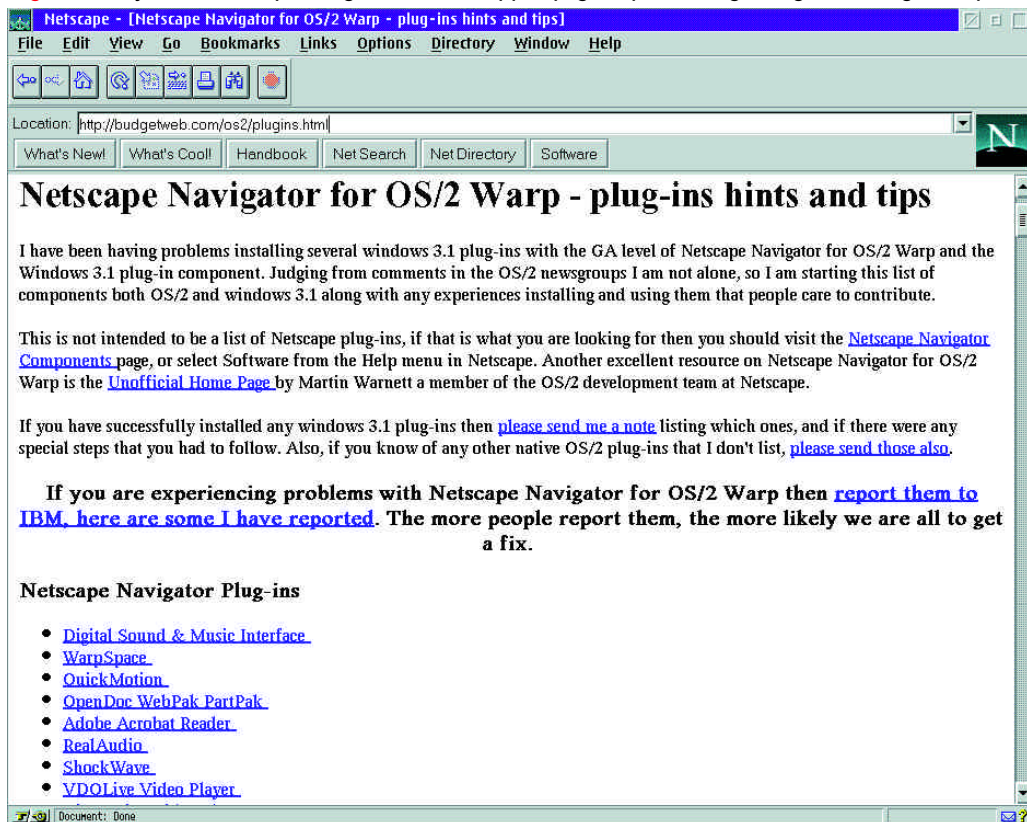 Netscape - [Netscape Navigator for OS/2 Warp - plug-ins hints and tips]
File Edit View Go Bookmarks Links Options Directory Window Help
Location: http://budgetweb.com/os2/plugins.html
What's New! What's Cool! Handbook Net Search Net Directory Software
N
Netscape Navigator for OS/2 Warp - plug-ins hints and tips
I have been having problems installing several windows 3.1 plug-ins with the GA level of Netscape Navigator for OS/2 Warp and the
Windows 3.1 plug-in component. Judging from comments in the OS/2 newsgroups I am not alone, so I am starting this list of
components both OS/2 and windows 3.1 along with any experiences installing and using them that people care to contribute.
This is not intended to be a list of Netscape plug-ins, if that is what you are looking for then you should visit the Netscape Navigator
Components page, or select Software from the Help menu in Netscape. Another excellent resource on Netscape Navigator for OS/2
Warp is the Unofficial Home Page by Martin Warnett a member of the OS/2 development team at Netscape.
If you have successfully installed any windows 3.1 plug-ins then please send me a note listing which ones, and if there were any
special steps that you had to follow. Also, if you know of any other native OS/2 plug-ins that I don't list, please send those also.
If you are experiencing problems with Netscape Navigator for OS/2 Warp then report them to
IBM, here are some I have reported. The more people report them, the more likely we are all to get
a fix.
Netscape Navigator Plug-ins
Digital Sound & Music Interface
WarpSpace
QuickMotion
OpenDoc WebPak PartPak
Adobe Acrobat Reader
RealAudio
ShockWave
VDOLive Video Player
Document: Done